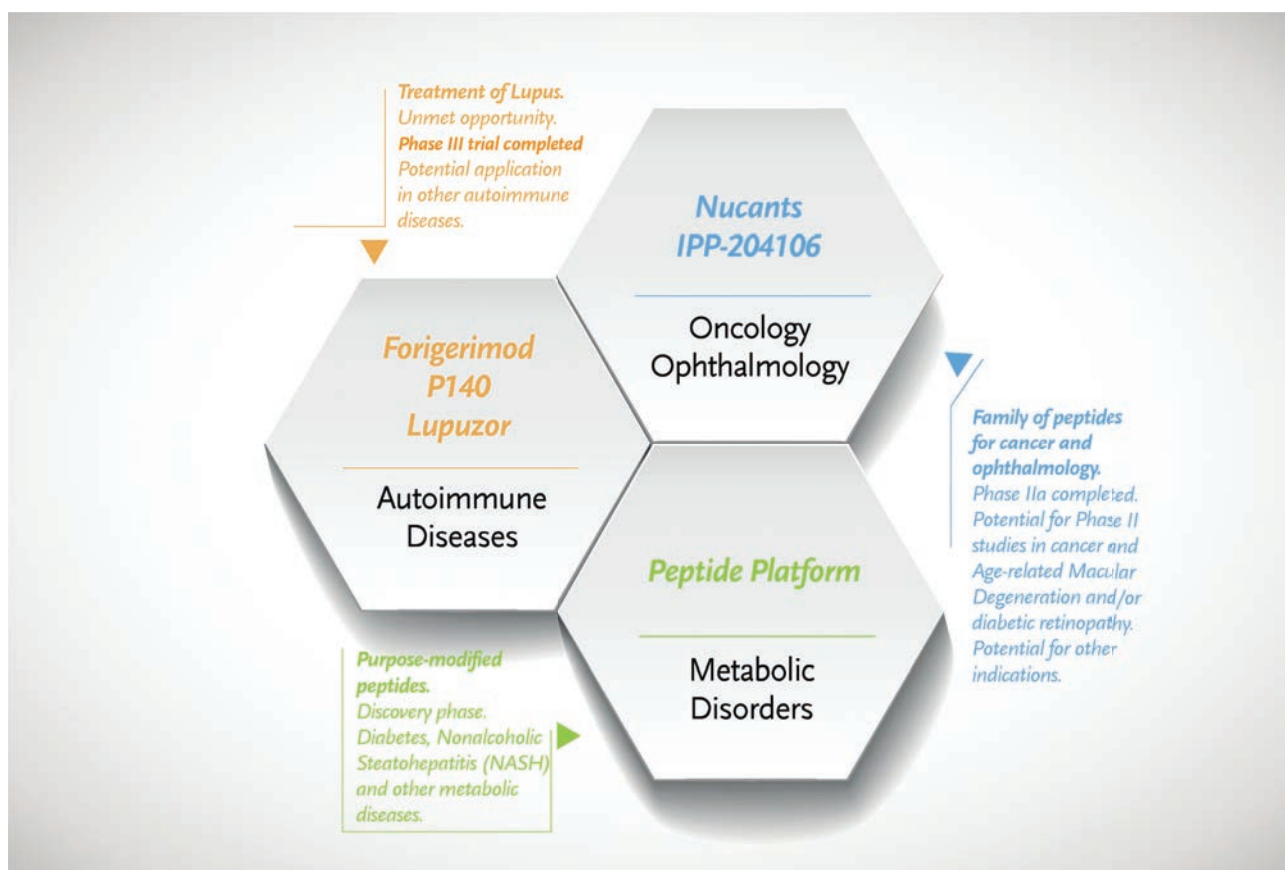 Treatment of Lupus.
Unmet opportunity.
Phase III trial completed
Potential application
in other autoimmune
diseases.
Nucants
IPP-204106
Oncology
Ophthalmology
Forigerimod
P140
Lupuzor
Autoimmune
Diseases
Family of peptides
for cancer and
ophthalmology.
Phase IIa completed.
Potential for Phase II
studies in cancer and
Age-related Macular
Degeneration and/or
diabetic retinopathy.
Potential for other
indications.
Peptide Platform
Metabolic
Disorders
Purpose-modified
peptides.
Discovery phase.
Diabetes, Nonalcoholic
Steatohepatitis (NASH)
and other metabolic
diseases.